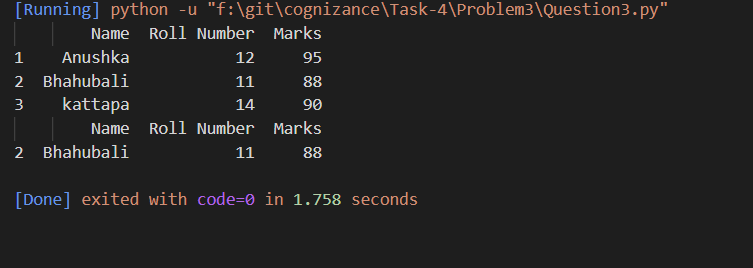 [Running] python -u "f:\git\cognizance\Task-4\Problem3\Question3.py"
Name Roll Number Marks
1 Anushka 12 95
2 Bhahubali 11 88
3 kattapa 14 90
Name Roll Number Marks
2 Bhahubali 11 88
[Done] exited with code=0 in 1.758 seconds